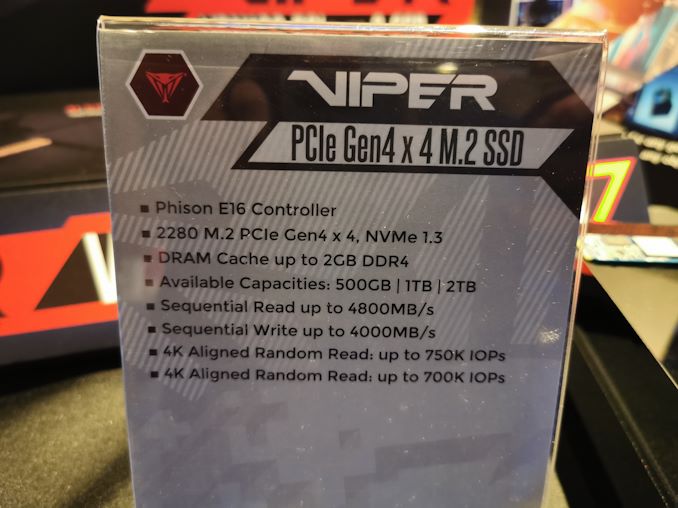 VIPER
PCIe Gen4 x 4 M.2 SSD
▪ Phison E16 Controller
▪ 2280 M.2 PCIe Gen4 x 4, NVMe 1.3
▪ DRAM Cache up to 2GB DDR4
▪ Available Capacities: 500GB | 1TB | 2TB
▪ Sequential Read up to 4800MB/s
▪ Sequential Write up to 4000MB/s
▪ 4K Aligned Random Read: up to 750K IOPs
▪ 4K Aligned Random Read: up to 700K IOPs
7